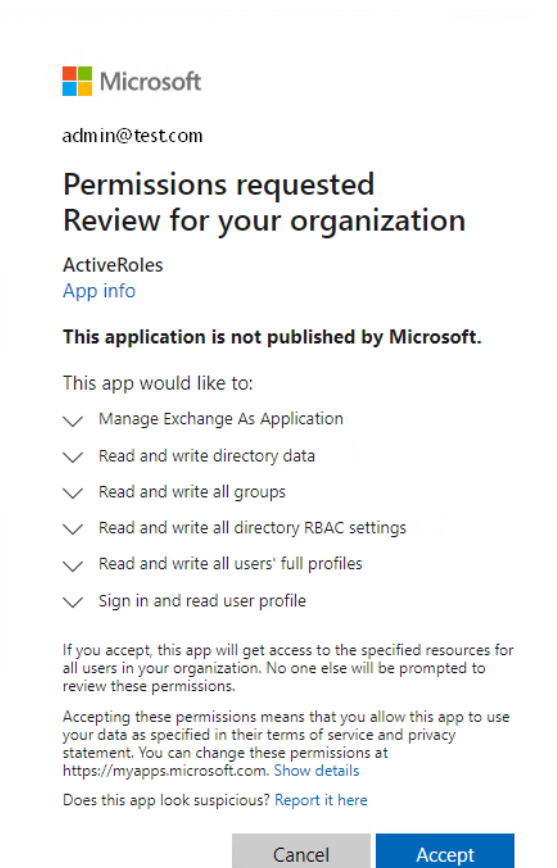 Microsoft
admin@test.com
Permissions requested
Review for your organization
ActiveRoles
App info
This application is not published by Microsoft.
This app would like to:
Manage Exchange As Application
Read and write directory data
Read and write all groups
Read and write all directory RBAC settings
Read and write all users' full profiles
Sign in and read user profile
If you accept, this app will get access to the specified resources for
all users in your organization. No one else will be prompted to
review these permissions.
Accepting these permissions means that you allow this app to use
your data as specified in their terms of service and privacy
statement. You can change these permissions at
https://myapps.microsoft.com. Show details
Does this app look suspicious? Report it here
Cancel Accept